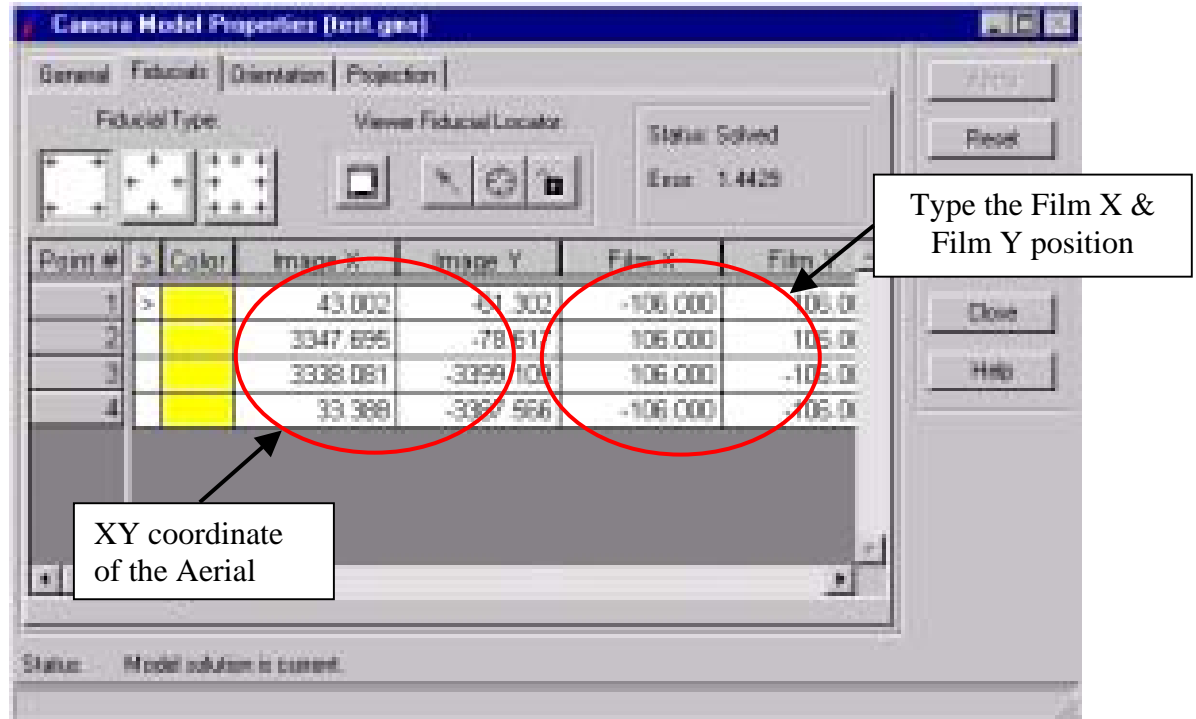 Camera Model Properties (test.gms)
General Fiducials Orientation Projection
Fiducial Type: Viewer Fiducial Locator:
Status: Solved
Error: 1.4425
Reset
Close
Help
Type the Film X &
Film Y position
Point # > Color Image X Image Y Film X Film
1 > 43.002 -106.000
2 3347.695 106.000
3 3338.081 106.000
4 33.388 -106.000
XY coordinate
of the Aerial
Status: Model solution is current.